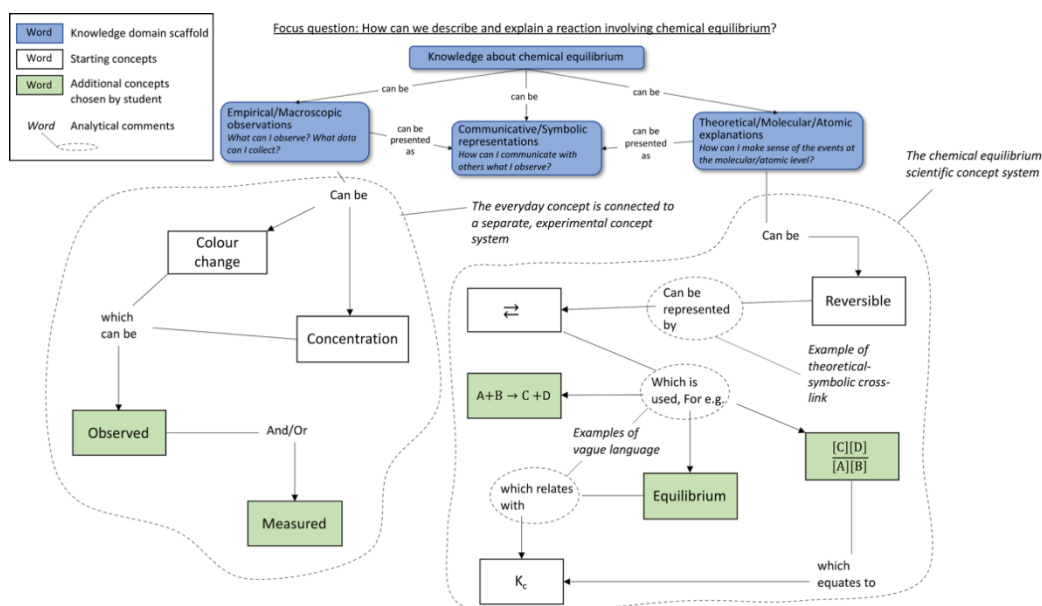 Focus question: How can we describe and explain a reaction involving chemical equilibrium?
Word Knowledge domain scaffold
Word Starting concepts
Word Additional concepts
chosen by student
Word Analytical comments
Knowledge about chemical equilibrium
can be
can be
can be
Empirical/Macroscopic
observations
What can I observe? What data
can I collect?
can be
presented
as
Communicative/Symbolic
representations
How can I communicate with
others what I observe?
can be
presented
as
Theoretical/Molecular/Atomic
explanations
How can I make sense of the events at
the molecular/atomic level?
The chemical equilibrium
scientific concept system
Can be
The everyday concept is connected to
a separate, experimental concept
system
Colour
change
which
can be
Concentration
Observed
And/Or
Measured
Can be
Reversible
Can be
represented
by
⇄
Example of
theoretical-
symbolic cross-
link
Which is
used, For e.g.
A+B → C +D
Examples of
vague language
[C][D]
[A][B]
which relates
with
Equilibrium
which
equates to
Kc